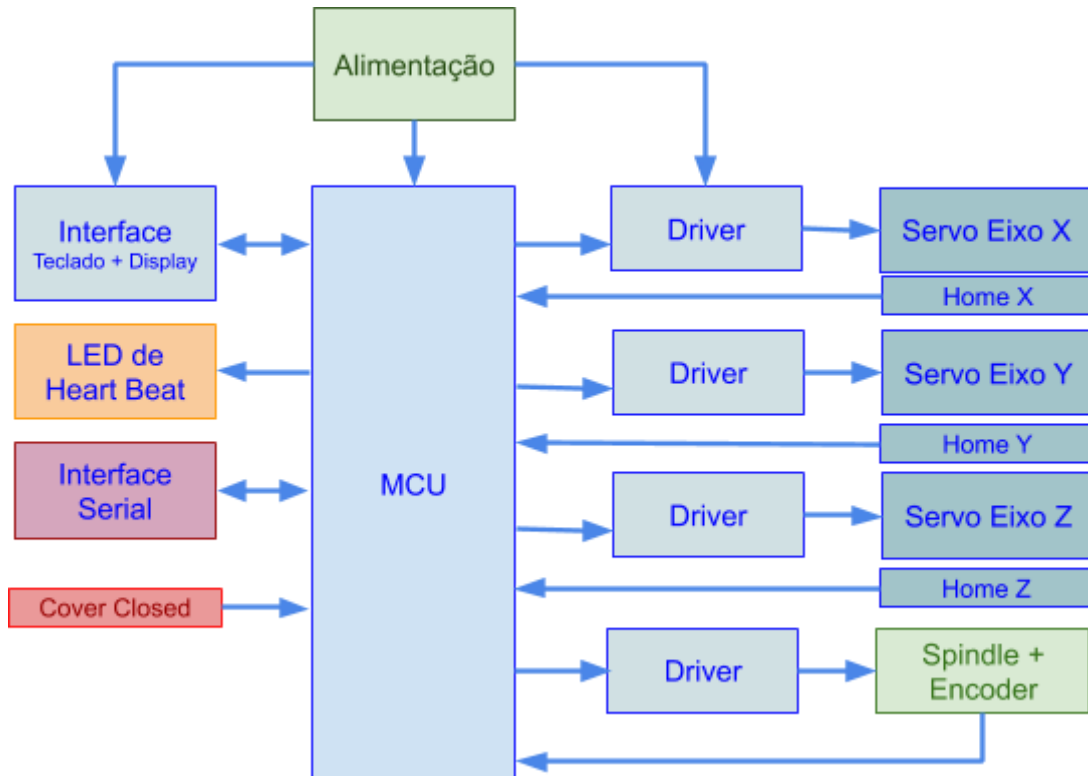 Alimentação
Interface
Teclado + Display
Driver
Servo Eixo X
Home X
LED de
Heart Beat
Driver
Servo Eixo Y
Home Y
Interface
Serial
MCU
Driver
Servo Eixo Z
Home Z
Cover Closed
Driver
Spindle +
Encoder